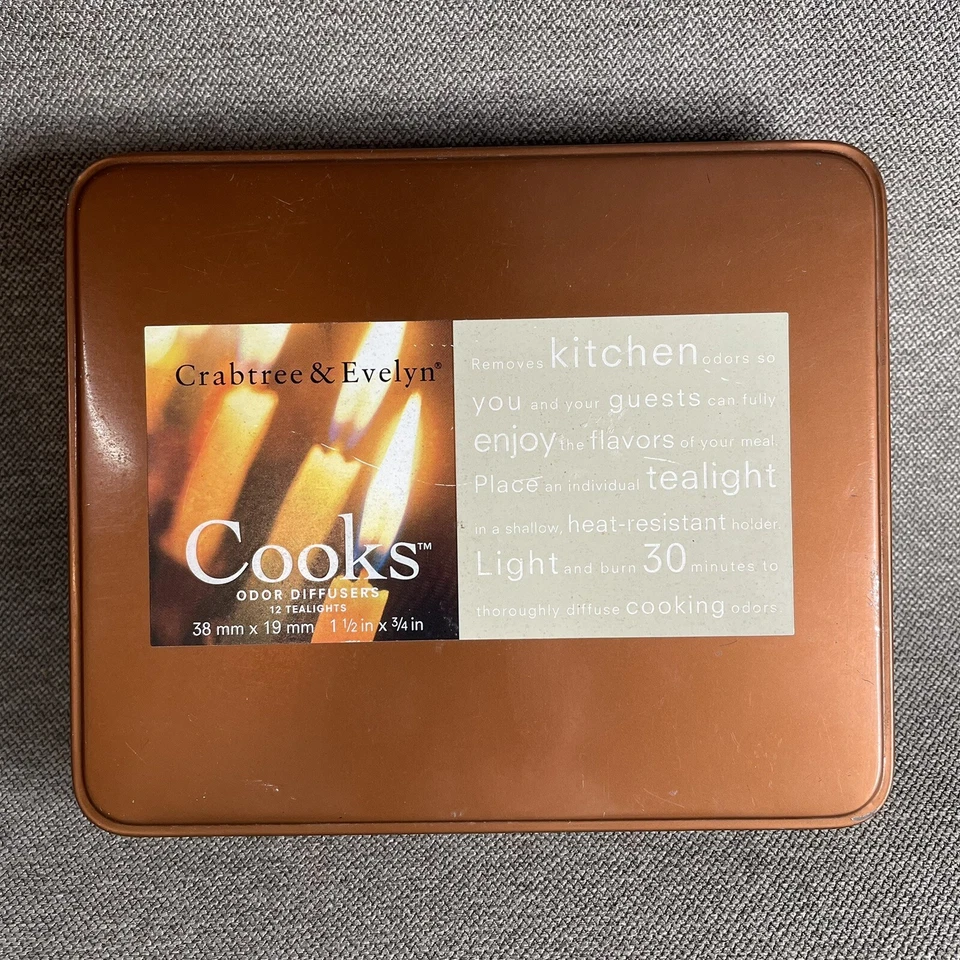 Crabtree & Evelyn®
Cooks™
ODOR DIFFUSERS
12 TEALIGHTS
38 mm x 19 mm 1 1/2 in x 3/4 in
Removes kitchen odors so
you and your guests can fully
enjoy the flavors of your meal.
Place an individual tealight
in a shallow, heat-resistant holder.
Light and burn 30 minutes to
thoroughly diffuse cooking odors.